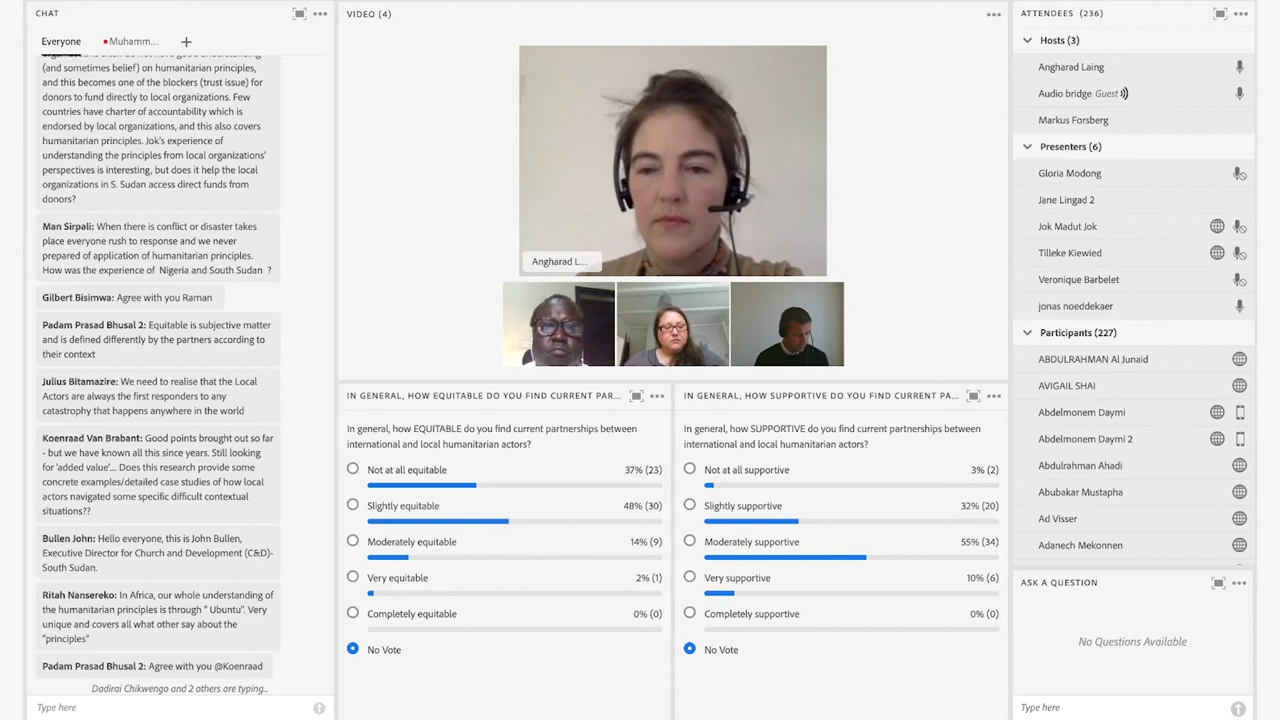 CHAT
Everyone
Muhamm...
(and sometimes belief) on humanitarian principles,
and this becomes one of the blockers (trust issue) for
donors to fund directly to local organizations. Few
countries have charter of accountability which is
endorsed by local organizations, and this also covers
humanitarian principles. Jok's experience of
understanding the principles from local organizations'
perspectives is interesting, but does it help the local
organizations in S. Sudan access direct funds from
donors?
Man Sirpali: When there is conflict or disaster takes
place everyone rush to response and we never
prepared of application of humanitarian principles.
How was the experience of Nigeria and South Sudan ?
Gilbert Bisimwa: Agree with you Raman
Padam Prasad Bhusal 2: Equitable is subjective matter
and is defined differently by the partners according to
their context
Julius Bitamazire: We need to realise that the Local
Actors are always the first responders to any
catastrophy that happens anywhere in the world
Koenraad Van Brabant: Good points brought out so far
- but we have known all this since years. Still looking
for 'added value'... Does this research provide some
concrete examples/detailed case studies of how local
actors navigated some specific difficult contextual
situations??
Bullen John: Hello everyone, this is John Bullen,
Executive Director for Church and Development (C&D)-
South Sudan.
Ritah Nansereko: In Africa, our whole understanding of
the humanitarian principles is through " Ubuntu". Very
unique and covers all what other say about the
"principles"
Padam Prasad Bhusal 2: Agree with you @Koenraad
Dadirai Chikwengo and 2 others are typing...
Type here
VIDEO (4)
Angharad L...
IN GENERAL, HOW EQUITABLE DO YOU FIND CURRENT PAR...
In general, how EQUITABLE do you find current partnerships between
international and local humanitarian actors?
Not at all equitable 37% (23)
Slightly equitable 48% (30)
Moderately equitable 14% (9)
Very equitable 2% (1)
Completely equitable 0% (0)
No Vote
IN GENERAL, HOW SUPPORTIVE DO YOU FIND CURRENT PA...
In general, how SUPPORTIVE do you find current partnerships between
international and local humanitarian actors?
Not at all supportive 3% (2)
Slightly supportive 32% (20)
Moderately supportive 55% (34)
Very supportive 10% (6)
Completely supportive 0% (0)
No Vote
ATTENDEES (236)
Hosts (3)
Angharad Laing
Audio bridge Guest
Markus Forsberg
Presenters (6)
Gloria Modong
Jane Lingad 2
Jok Madut Jok
Tilleke Kiewied
Veronique Barbelet
jonas noeddekaer
Participants (227)
ABDULRAHMAN Al Junaid
AVIGAIL SHAI
Abdelmonem Daymi
Abdelmonem Daymi 2
Abdulrahman Ahadi
Abubakar Mustapha
Ad Visser
Adanech Mekonnen
ASK A QUESTION
No Questions Available
Type here